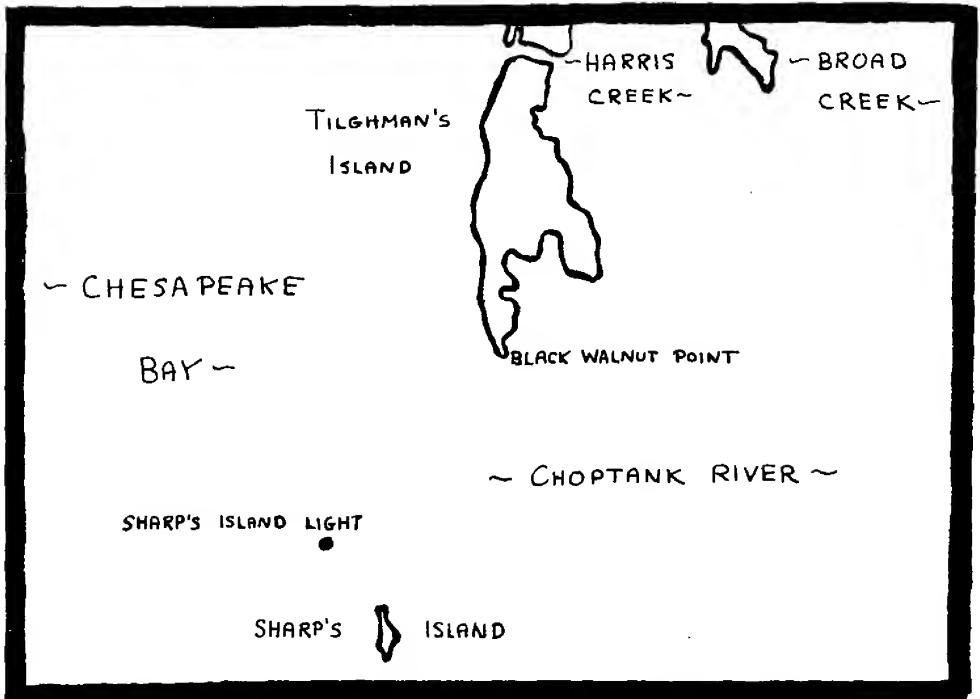 ~HARRIS
CREEK~
~BROAD
CREEK~
TILGHMAN'S
ISLAND
~CHESAPEAKE
BAY~
BLACK WALNUT POINT
~CHOPTANK RIVER~
SHARP'S ISLAND LIGHT
SHARP'S ISLAND